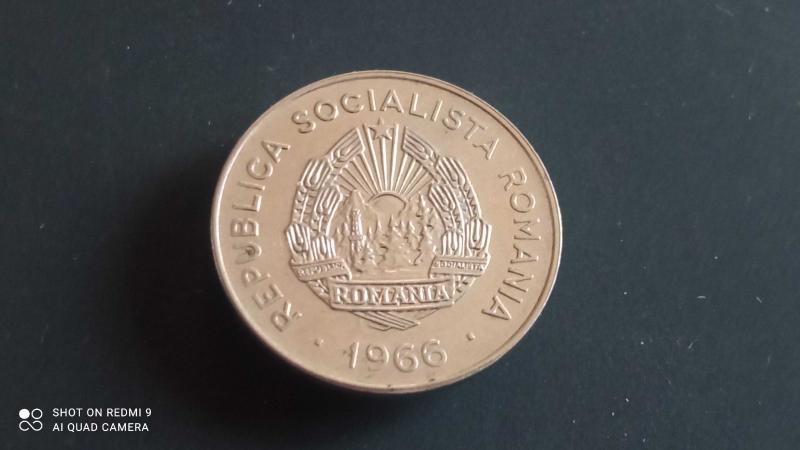 REPUBLICA SOCIALISTA ROMANIA
REPUBLICA SOCIALISTA
ROMANIA
· 1966 ·
SHOT ON REDMI 9
AI QUAD CAMERA